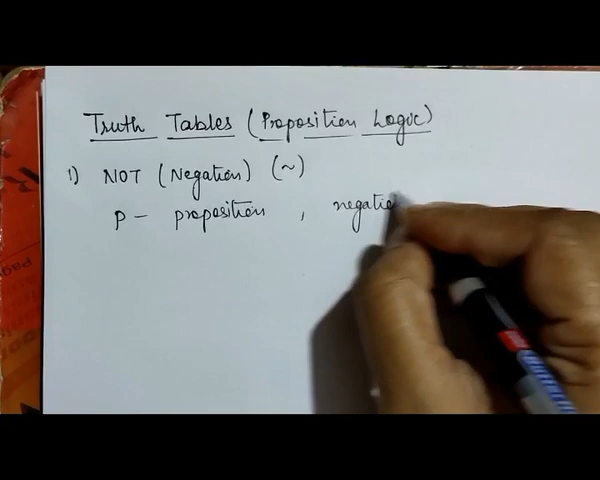 Truth Tables (Proposition Logic)
1) NOT (Negation) (~)
p - proposition , negatio